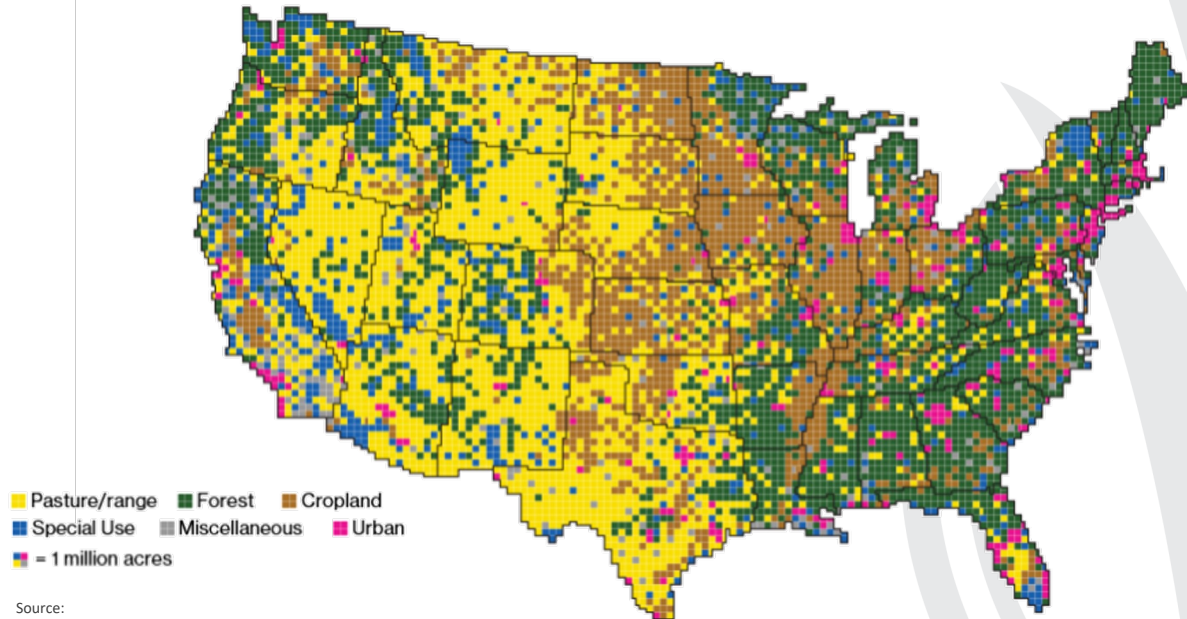 Pasture/range Forest Cropland
Special Use Miscellaneous Urban
= 1 million acres
Source: